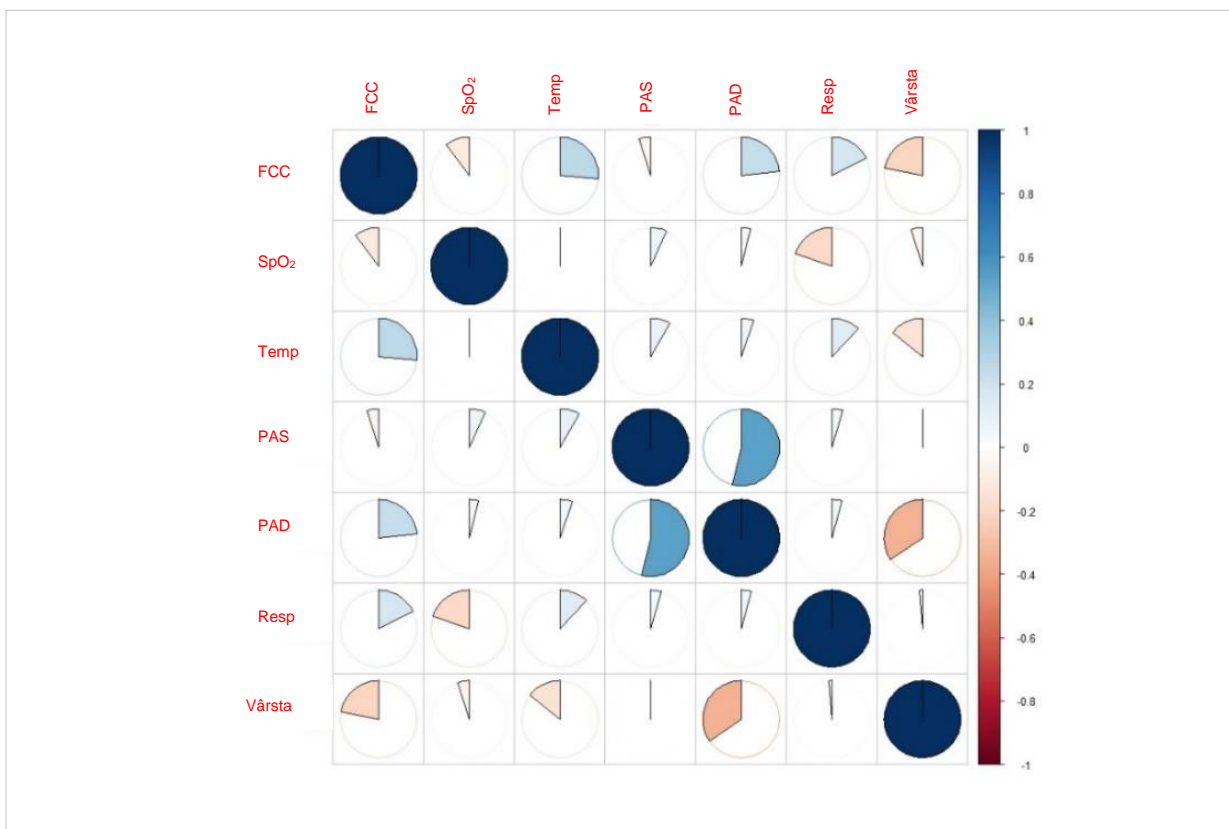 FCC SpO₂ Temp PAS PAD Resp Vârsta
FCC
SpO₂
Temp
PAS
PAD
Resp
Vârsta
1
0.8
0.6
0.4
0.2
0
-0.2
-0.4
-0.6
-0.8
-1